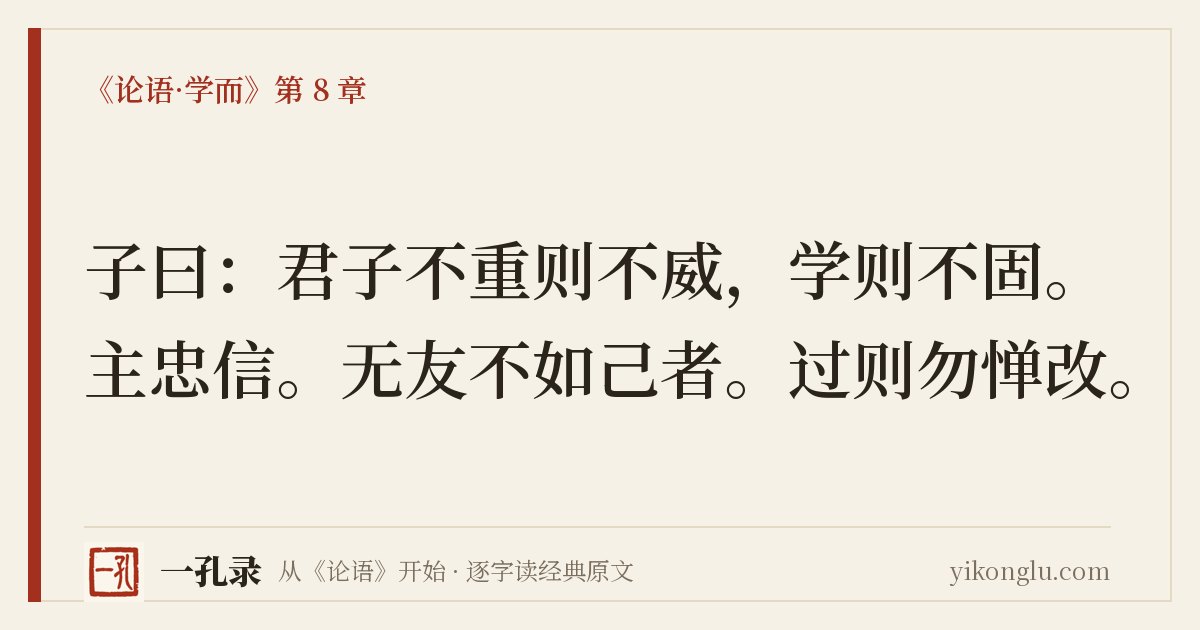 《论语·学而》第 8 章
子曰：君子不重则不威，学则不固。
主忠信。无友不如己者。过则勿惮改。
一孔
一孔录 从《论语》开始 · 逐字读经典原文 yikonglu.com